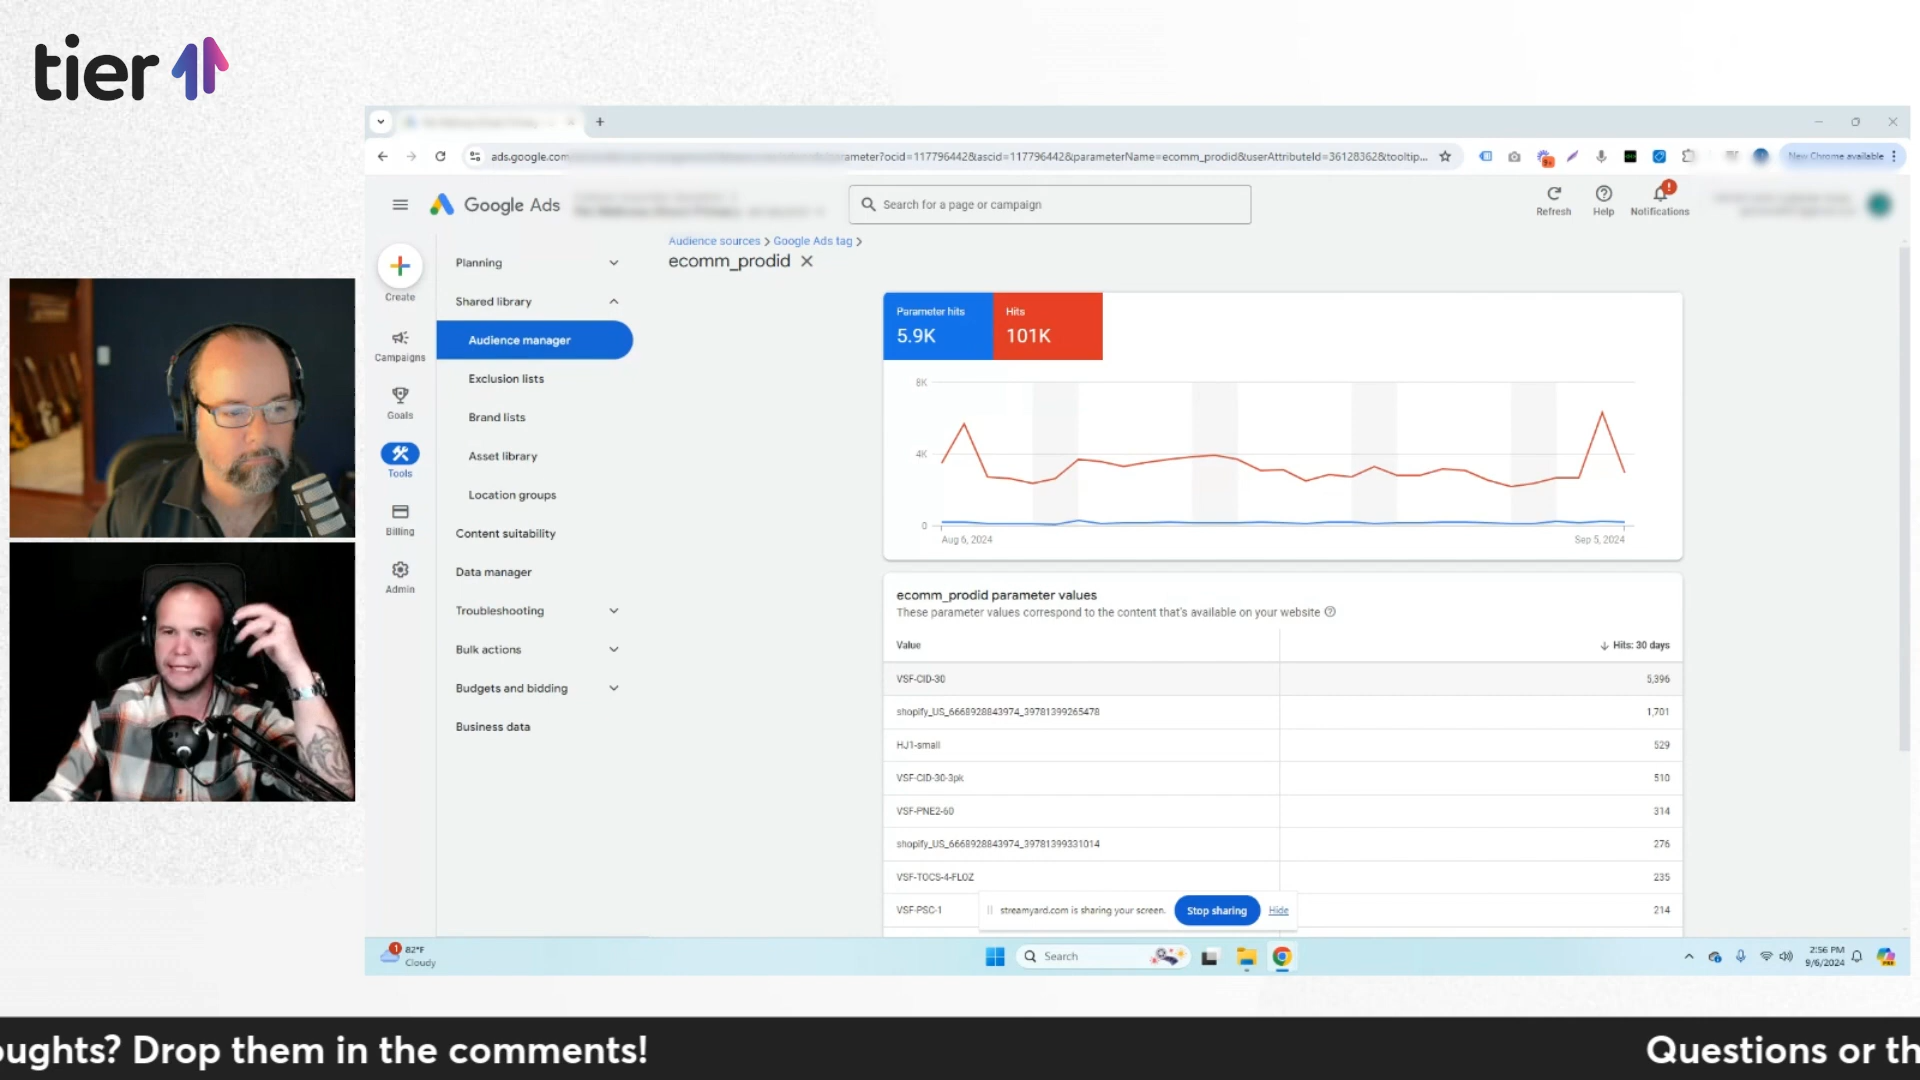 tier 11
ads.google.com
arameter?ocid=117796442&ascid=117796442&parameterName=ecomm_prodid&userAttributeId=36128362&tooltip...
New Chrome available
Google Ads
Search for a page or campaign
Refresh
Help
Notifications
Create
Campaigns
Goals
Tools
Billing
Admin
Planning
Shared library
Audience manager
Exclusion lists
Brand lists
Asset library
Location groups
Content suitability
Data manager
Troubleshooting
Bulk actions
Budgets and bidding
Business data
Audience sources > Google Ads tag >
ecomm_prodid
Parameter hits
5.9K
Hits
101K
8K
4K
0
Aug 6, 2024
Sep 5, 2024
ecomm_prodid parameter values
These parameter values correspond to the content that's available on your website
Value
Hits: 30 days
VSF-CID-30
5,396
shopify_US_6668928843974_39781399265478
1,701
HJ1-small
529
VSF-CID-30-3pk
510
VSF-PNE2-60
314
shopify_US_6668928843974_39781399331014
276
VSF-TOCS-4-FLOZ
235
VSF-PSC-1
214
streamyard.com is sharing your screen.
Stop sharing
Hide
1
82°F
Cloudy
Search
2:56 PM
9/6/2024
oughts? Drop them in the comments!
Questions or th